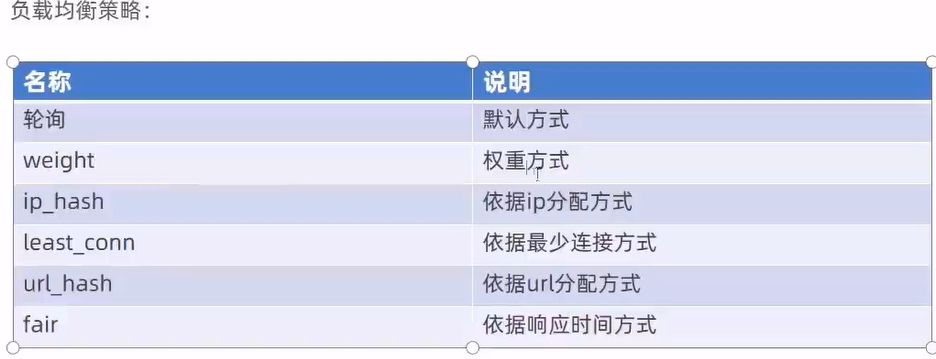 负载均衡策略：
名称 说明
轮询 默认方式
weight 权重方式
ip_hash 依据ip分配方式
least_conn 依据最少连接方式
url_hash 依据url分配方式
fair 依据响应时间方式